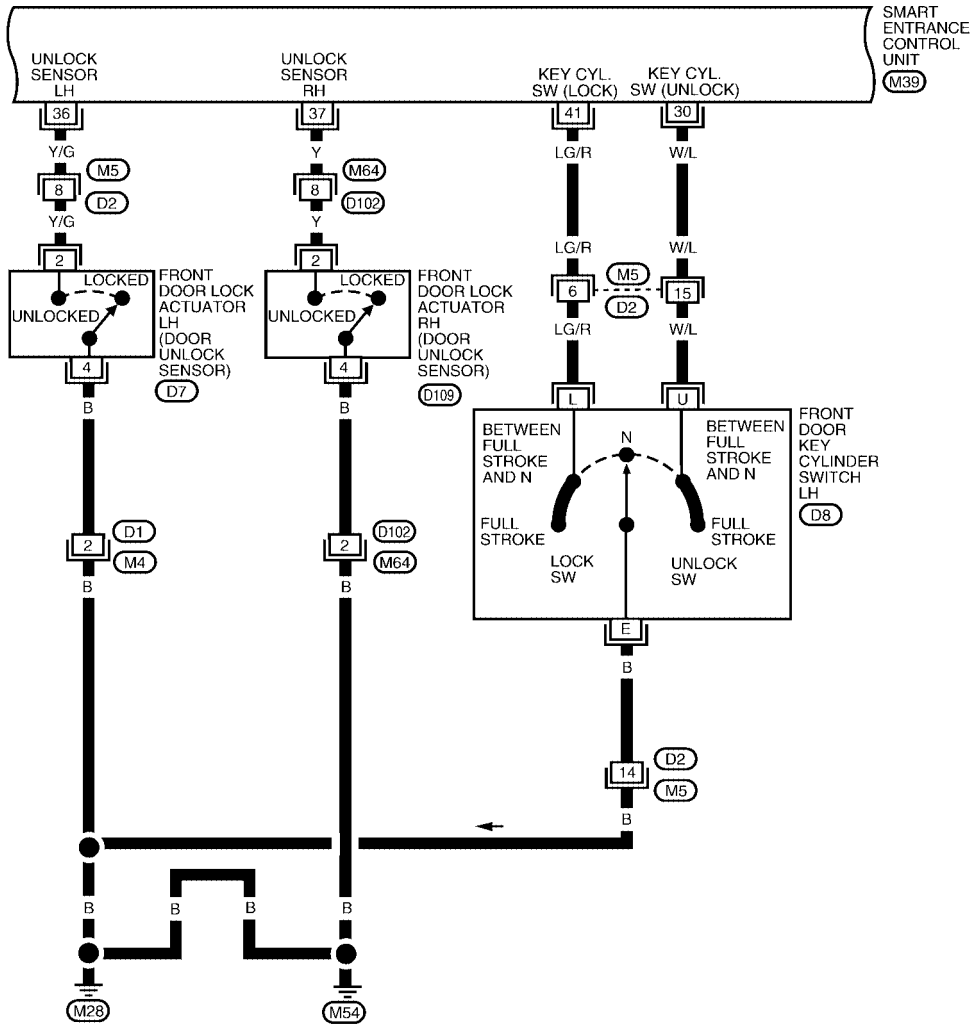 SMART
ENTRANCE
CONTROL
UNIT
M39
UNLOCK
SENSOR
LH
UNLOCK
SENSOR
RH
KEY CYL.
SW (LOCK)
KEY CYL.
SW (UNLOCK)
36
37
41
30
Y/G
Y
LG/R
W/L
M5
M64
8
8
D2
D102
Y/G
Y
LG/R
W/L
2
2
M5
6
15
D2
LG/R
W/L
LOCKED
UNLOCKED
FRONT
DOOR LOCK
ACTUATOR
LH
(DOOR
UNLOCK
SENSOR)
D7
LOCKED
UNLOCKED
FRONT
DOOR LOCK
ACTUATOR
RH
(DOOR
UNLOCK
SENSOR)
D109
4
4
B
B
L
U
BETWEEN
FULL
STROKE
AND N
N
BETWEEN
FULL
STROKE
AND N
FULL
STROKE
FULL
STROKE
LOCK
SW
UNLOCK
SW
FRONT
DOOR
KEY
CYLINDER
SWITCH
LH
D8
D1
2
M4
D102
2
M64
B
B
E
B
D2
14
M5
B
B
B
B
B
M28
M54